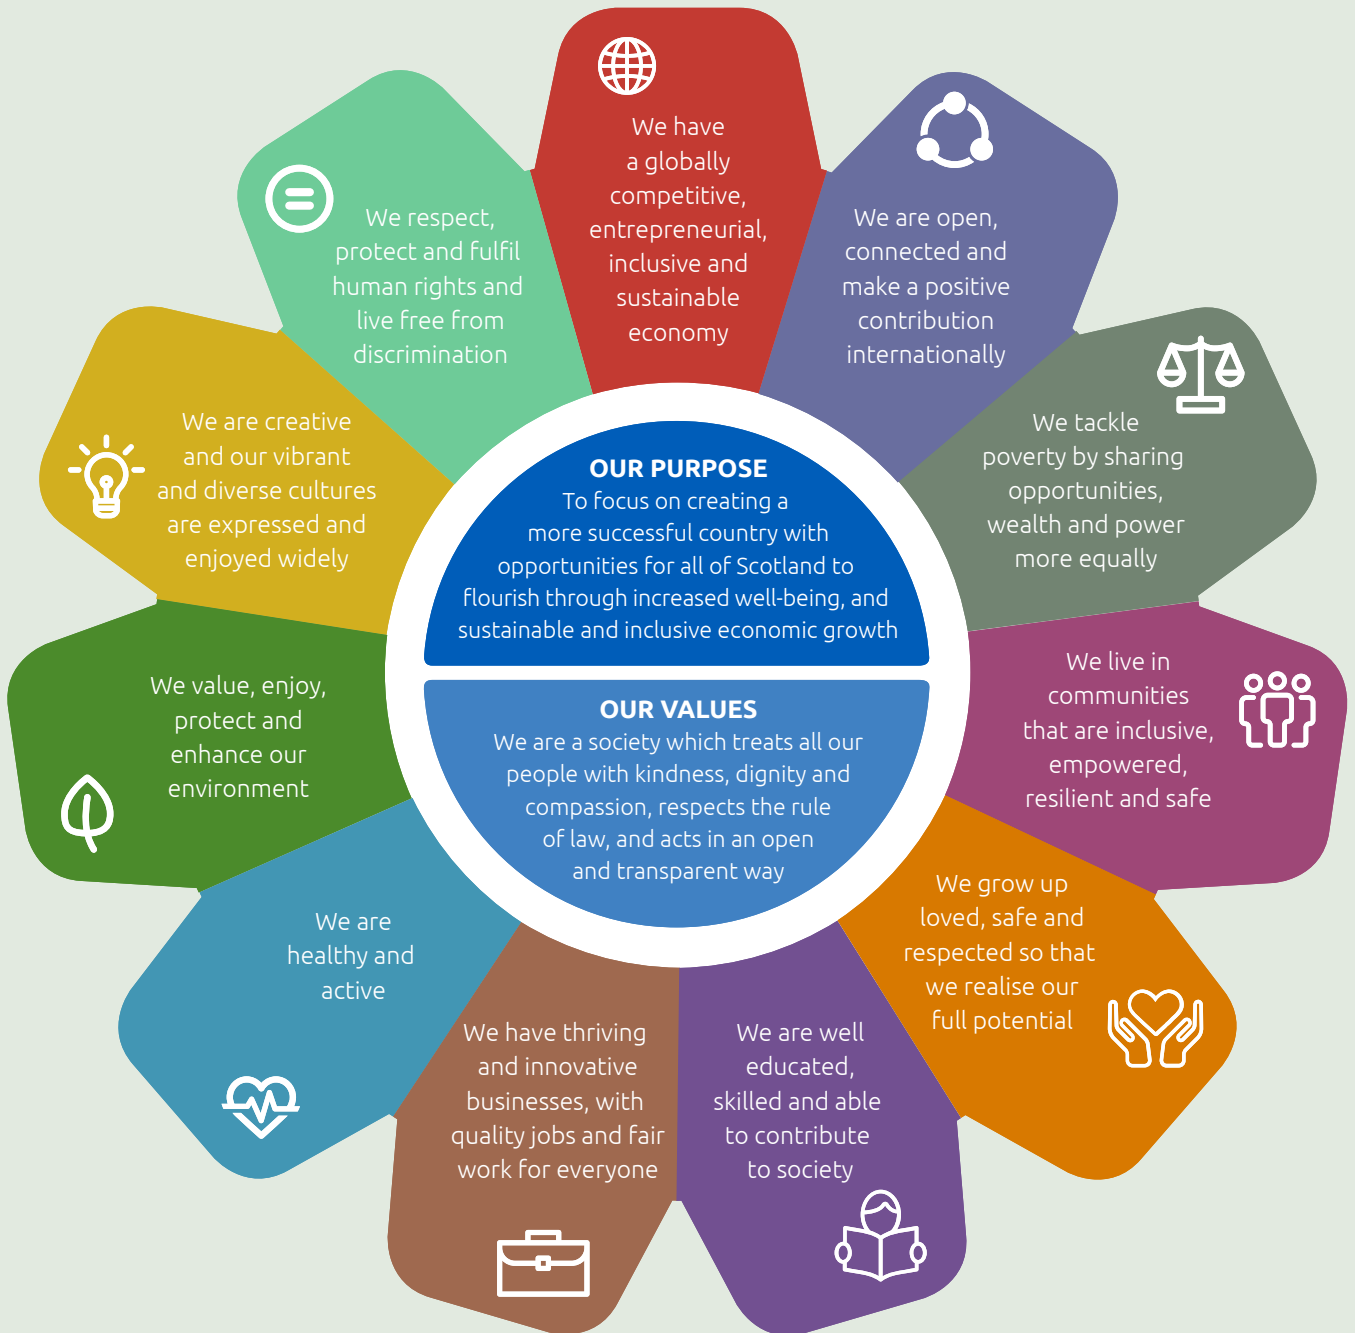 We have
a globally
competitive,
entrepreneurial,
inclusive and
sustainable
economy
We are open,
connected and
make a positive
contribution
internationally
We tackle
poverty by sharing
opportunities,
wealth and power
more equally
We live in
communities
that are inclusive,
empowered,
resilient and safe
We grow up
loved, safe and
respected so that
we realise our
full potential
We are well
educated,
skilled and able
to contribute
to society
We have thriving
and innovative
businesses, with
quality jobs and fair
work for everyone
We are
healthy and
active
We value, enjoy,
protect and
enhance our
environment
We are creative
and our vibrant
and diverse cultures
are expressed and
enjoyed widely
We respect,
protect and fulfil
human rights and
live free from
discrimination
OUR PURPOSE
To focus on creating a
more successful country with
opportunities for all of Scotland to
flourish through increased well-being, and
sustainable and inclusive economic growth
OUR VALUES
We are a society which treats all our
people with kindness, dignity and
compassion, respects the rule
of law, and acts in an open
and transparent way